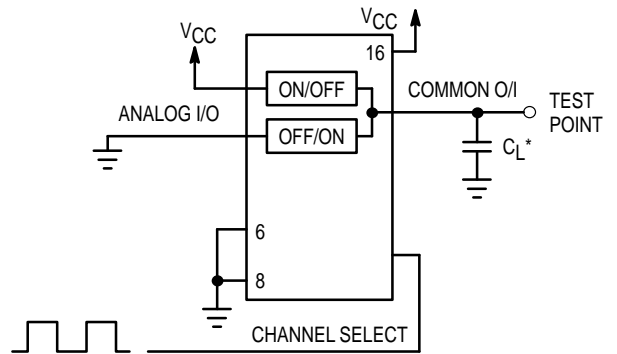 VCC
VCC
16
ON/OFF
COMMON O/I
TEST
POINT
ANALOG I/O
OFF/ON
CL*
6
8
CHANNEL SELECT